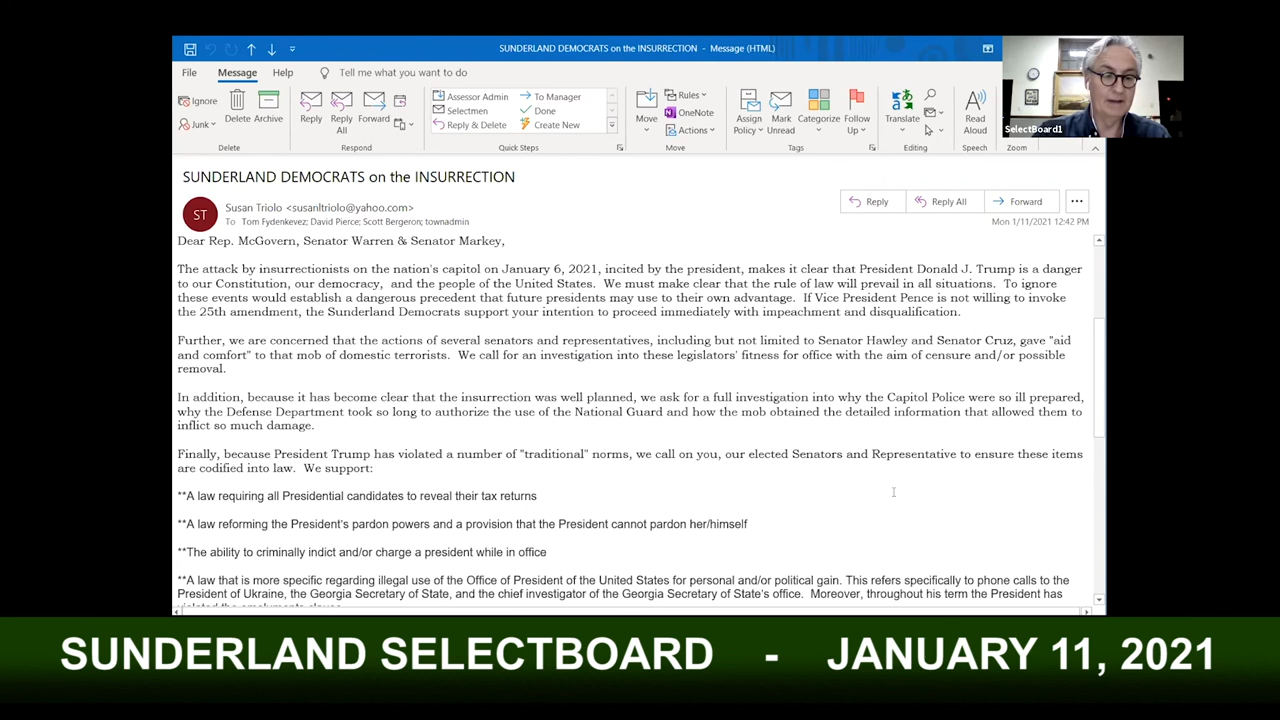 SUNDERLAND DEMOCRATS on the INSURRECTION - Message (HTML)
File Message Help Tell me what you want to do
Ignore
Junk
Delete
Archive
Reply
Reply All
Forward
Assessor Admin
Selectmen
Reply & Delete
To Manager
Done
Create New
Move
Rules
OneNote
Actions
Assign Policy
Mark Unread
Categorize
Follow Up
Translate
Read Aloud
Delete Respond Quick Steps Move Tags Editing Speech Zoom
SelectBoard1
SUNDERLAND DEMOCRATS on the INSURRECTION
ST
Susan Triolo <susanltriolo@yahoo.com>
To Tom Fydenkevez; David Pierce; Scott Bergeron; townadmin
Reply Reply All Forward ...
Mon 1/11/2021 12:42 PM
Dear Rep. McGovern, Senator Warren & Senator Markey,
The attack by insurrectionists on the nation's capitol on January 6, 2021, incited by the president, makes it clear that President Donald J. Trump is a danger
to our Constitution, our democracy, and the people of the United States. We must make clear that the rule of law will prevail in all situations. To ignore
these events would establish a dangerous precedent that future presidents may use to their own advantage. If Vice President Pence is not willing to invoke
the 25th amendment, the Sunderland Democrats support your intention to proceed immediately with impeachment and disqualification.
Further, we are concerned that the actions of several senators and representatives, including but not limited to Senator Hawley and Senator Cruz, gave "aid
and comfort" to that mob of domestic terrorists. We call for an investigation into these legislators' fitness for office with the aim of censure and/or possible
removal.
In addition, because it has become clear that the insurrection was well planned, we ask for a full investigation into why the Capitol Police were so ill prepared,
why the Defense Department took so long to authorize the use of the National Guard and how the mob obtained the detailed information that allowed them to
inflict so much damage.
Finally, because President Trump has violated a number of "traditional" norms, we call on you, our elected Senators and Representative to ensure these items
are codified into law. We support:
**A law requiring all Presidential candidates to reveal their tax returns
**A law reforming the President's pardon powers and a provision that the President cannot pardon her/himself
**The ability to criminally indict and/or charge a president while in office
**A law that is more specific regarding illegal use of the Office of President of the United States for personal and/or political gain. This refers specifically to phone calls to the
President of Ukraine, the Georgia Secretary of State, and the chief investigator of the Georgia Secretary of State's office. Moreover, throughout his term the President has
SUNDERLAND SELECTBOARD - JANUARY 11, 2021